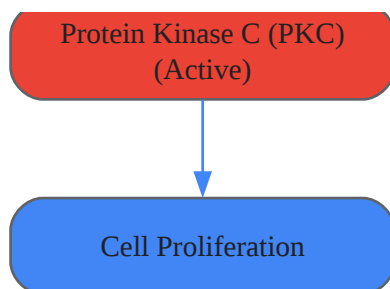 Protein Kinase C (PKC)
(Active)
Cell Proliferation